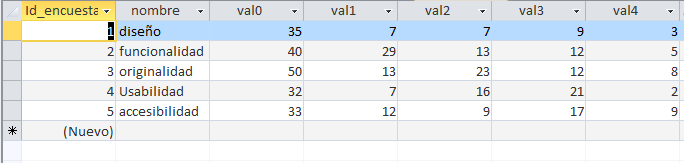 Id_encuesta nombre val0 val1 val2 val3 val4
1 diseño 35 7 7 9 3
2 funcionalidad 40 29 13 12 5
3 originalidad 50 13 23 12 8
4 Usabilidad 32 7 16 21 2
5 accesibilidad 33 12 9 17 9
(Nuevo)